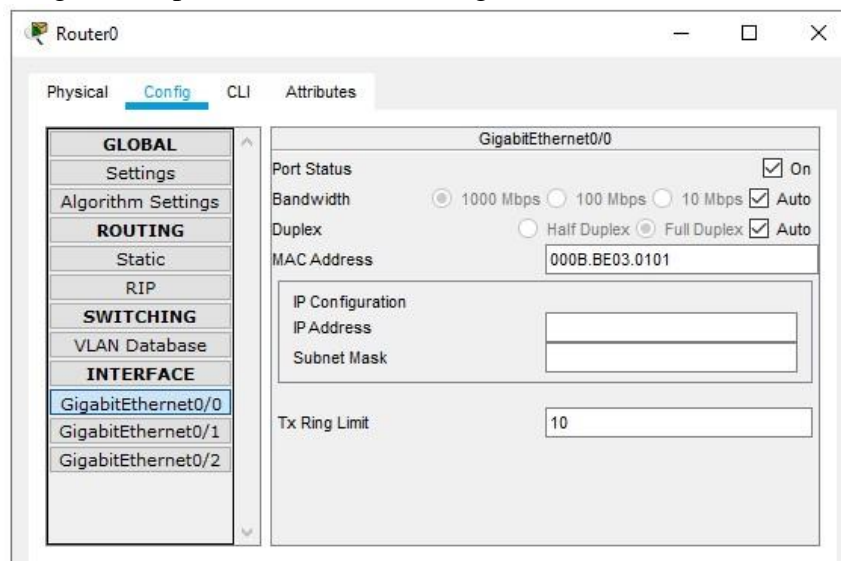 Router0
Physical Config CLI Attributes
GLOBAL
Settings
Algorithm Settings
ROUTING
Static
RIP
SWITCHING
VLAN Database
INTERFACE
GigabitEthernet0/0
GigabitEthernet0/1
GigabitEthernet0/2
GigabitEthernet0/0
Port Status On
Bandwidth 1000 Mbps 100 Mbps 10 Mbps Auto
Duplex Half Duplex Full Duplex Auto
MAC Address 000B.BE03.0101
IP Configuration
IP Address
Subnet Mask
Tx Ring Limit 10